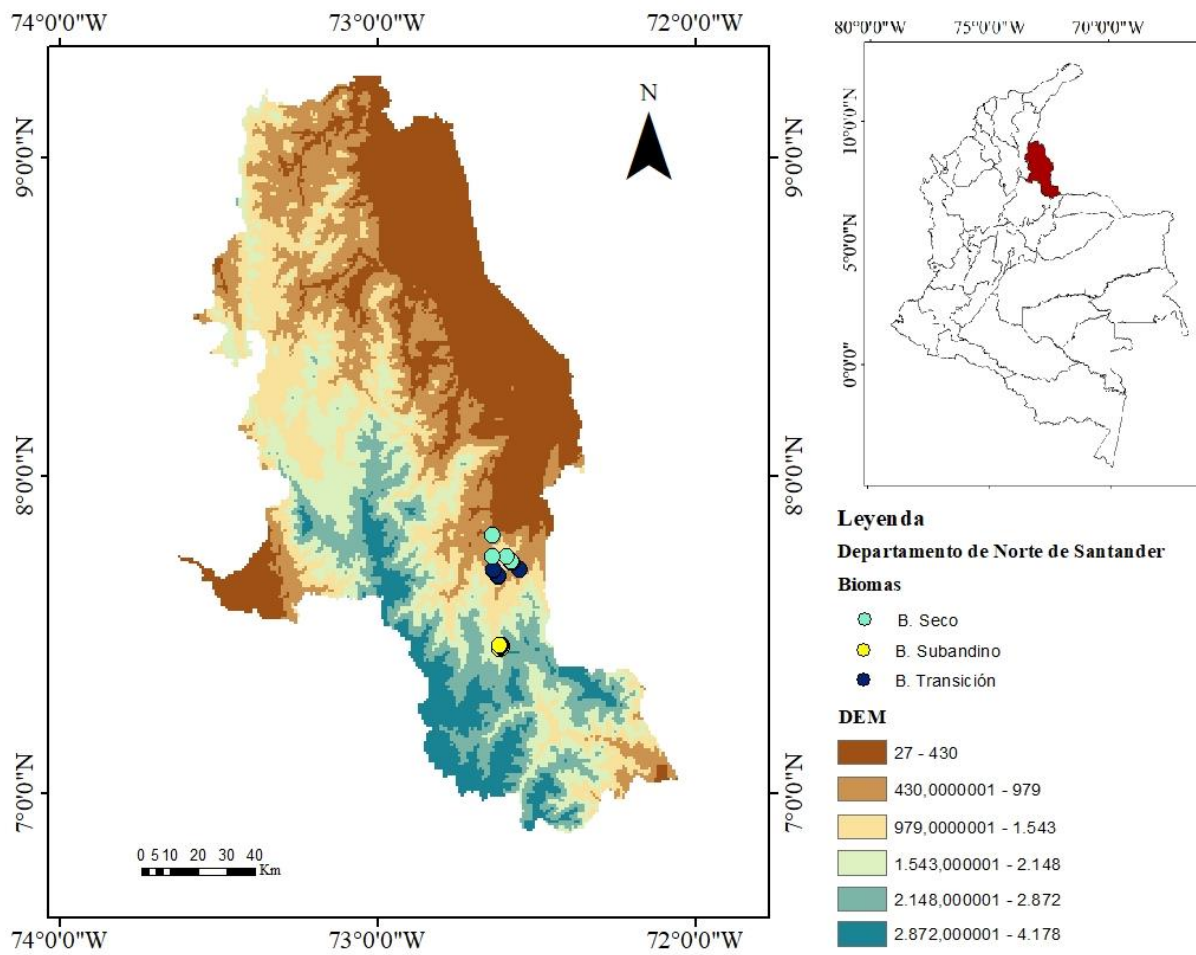 74°0'0"W 73°0'0"W 72°0'0"W
80°0'0"W 75°0'0"W 70°0'0"W
N
9°0'0"N
8°0'0"N
7°0'0"N
9°0'0"N
8°0'0"N
7°0'0"N
10°0'0"N
5°0'0"N
0°0'0"
Leyenda
Departamento de Norte de Santander
Biomas
B. Seco
B. Subandino
B. Transición
DEM
27 - 430
430,0000001 - 979
979,0000001 - 1.543
1.543,000001 - 2.148
2.148,000001 - 2.872
2.872,000001 - 4.178
0 5 10 20 30 40
Km
74°0'0"W 73°0'0"W 72°0'0"W